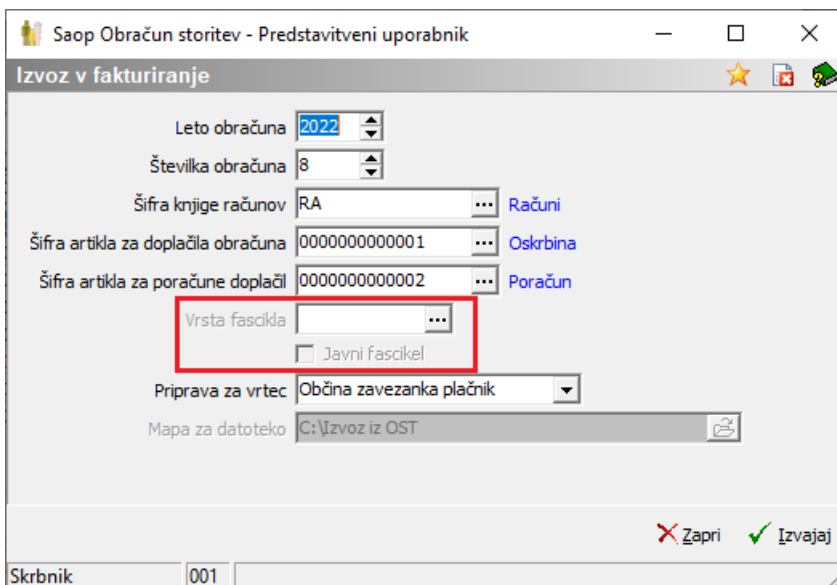 Saop Obračun storitev - Predstavitveni uporabnik
Izvoz v fakturiranje
Leto obračuna 2022
Številka obračuna 8
Šifra knjige računov RA ... Računi
Šifra artikla za doplačila obračuna 0000000000001 ... Oskrbina
Šifra artikla za poračune doplačil 0000000000002 ... Poračun
Vrsta fascikla ...
Javni fascikel
Priprava za vrtec Občina zavezanka plačnik
Mapa za datoteko C:\Izvoz iz OST
Zapri Izvajaj
Skrbnik 001